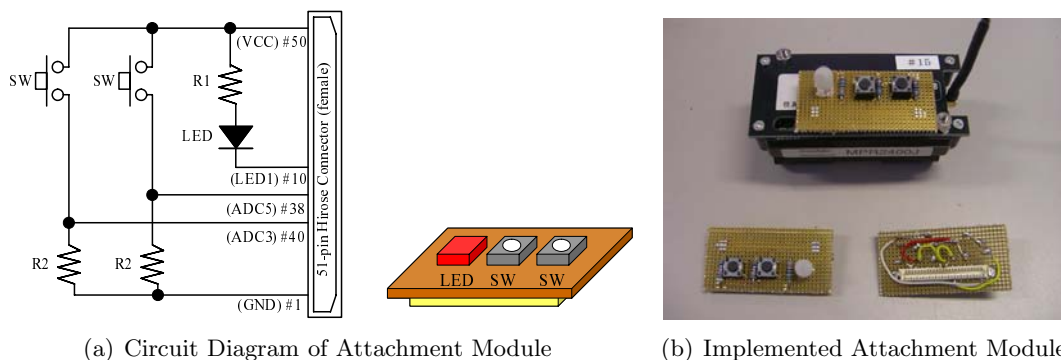 (VCC) #50
SW
SW
R1
LED
(LED1) #10
(ADC5) #38
(ADC3) #40
R2
R2
(GND) #1
51-pin Hirose Connector (female)
LED SW SW
#15
MPR2400J
(a) Circuit Diagram of Attachment Module
(b) Implemented Attachment Module